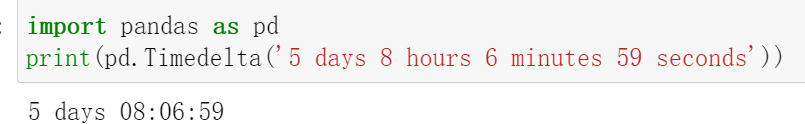 import pandas as pd
print(pd.Timedelta('5 days 8 hours 6 minutes 59 seconds'))
5 days 08:06:59